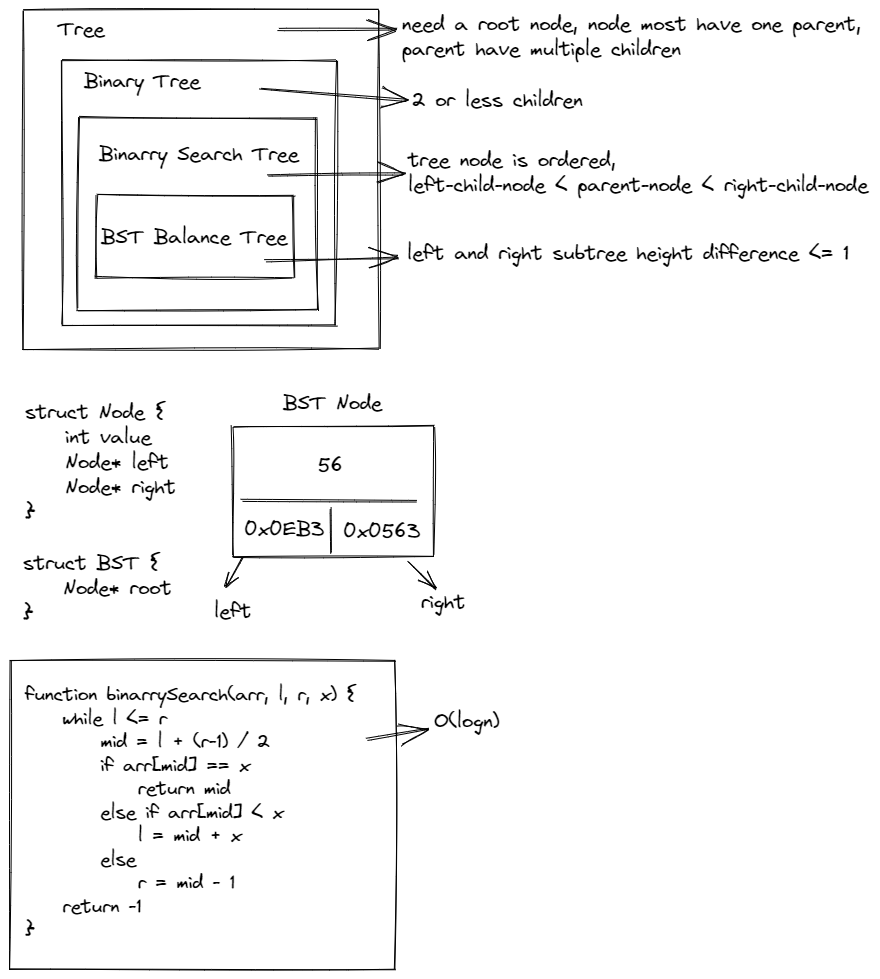 Tree
need a root node, node most have one parent,
parent have multiple children
Binary Tree
2 or less children
Binarry Search Tree
tree node is ordered,
left-child-node < parent-node < right-child-node
BST Balance Tree
left and right subtree height difference <= 1
struct Node {
int value
Node* left
Node* right
}
struct BST {
Node* root
}
BST Node
56
0x0EB3
0x0563
left
right
function binarrySearch(arr, l, r, x) {
while l <= r
mid = l + (r-l) / 2
if arr[mid] == x
return mid
else if arr[mid] < x
l = mid + x
else
r = mid - 1
return -1
}
O(logn)